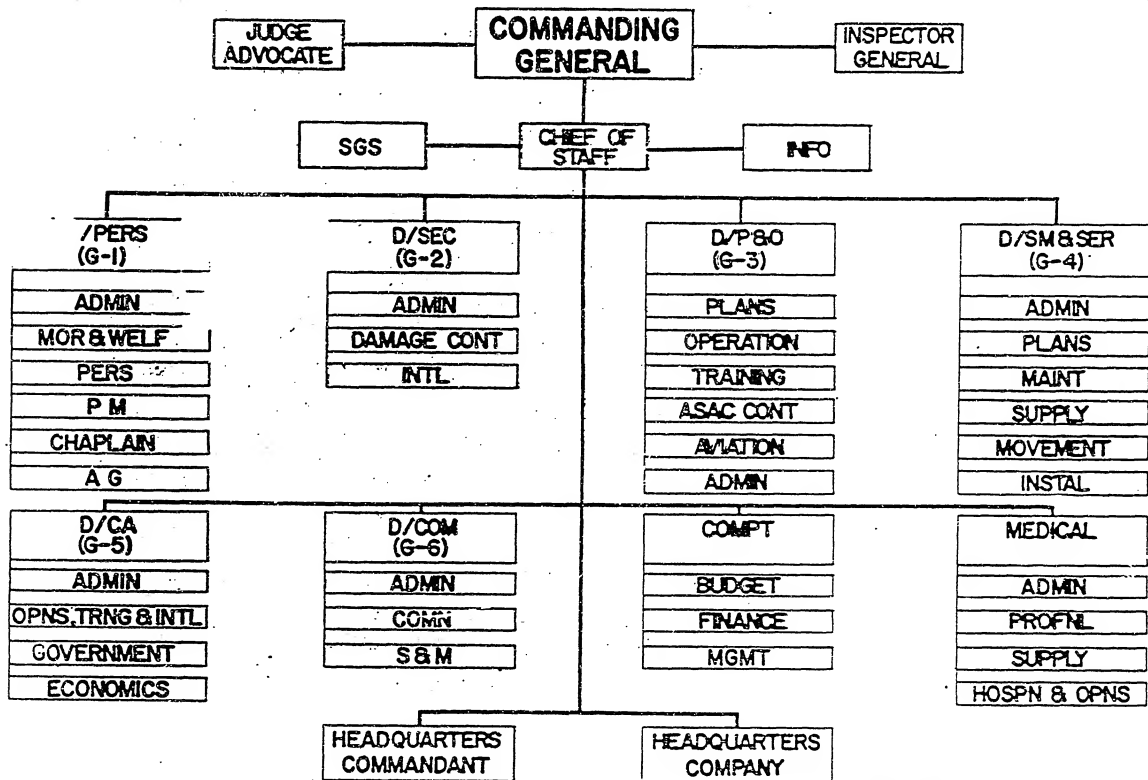 JUDGE
ADVOCATE
COMMANDING
GENERAL
INSPECTOR
GENERAL
SGS
CHIEF OF
STAFF
INFO
/PERS
(G-1)
ADMIN
MOR & WELF
PERS
P M
CHAPLAIN
A G
D/SEC
(G-2)
ADMIN
DAMAGE CONT
INTL
D/P&O
(G-3)
PLANS
OPERATION
TRAINING
ASAC CONT
AVIATION
ADMIN
D/SM & SER
(G-4)
ADMIN
PLANS
MAINT
SUPPLY
MOVEMENT
INSTAL
D/CA
(G-5)
ADMIN
OPNS, TRNG & INTL
GOVERNMENT
ECONOMICS
D/COM
(G-6)
ADMIN
COMN
S & M
COMPT
BUDGET
FINANCE
MGMT
MEDICAL
ADMIN
PROFNL
SUPPLY
HOSPN & OPNS
HEADQUARTERS
COMMANDANT
HEADQUARTERS
COMPANY